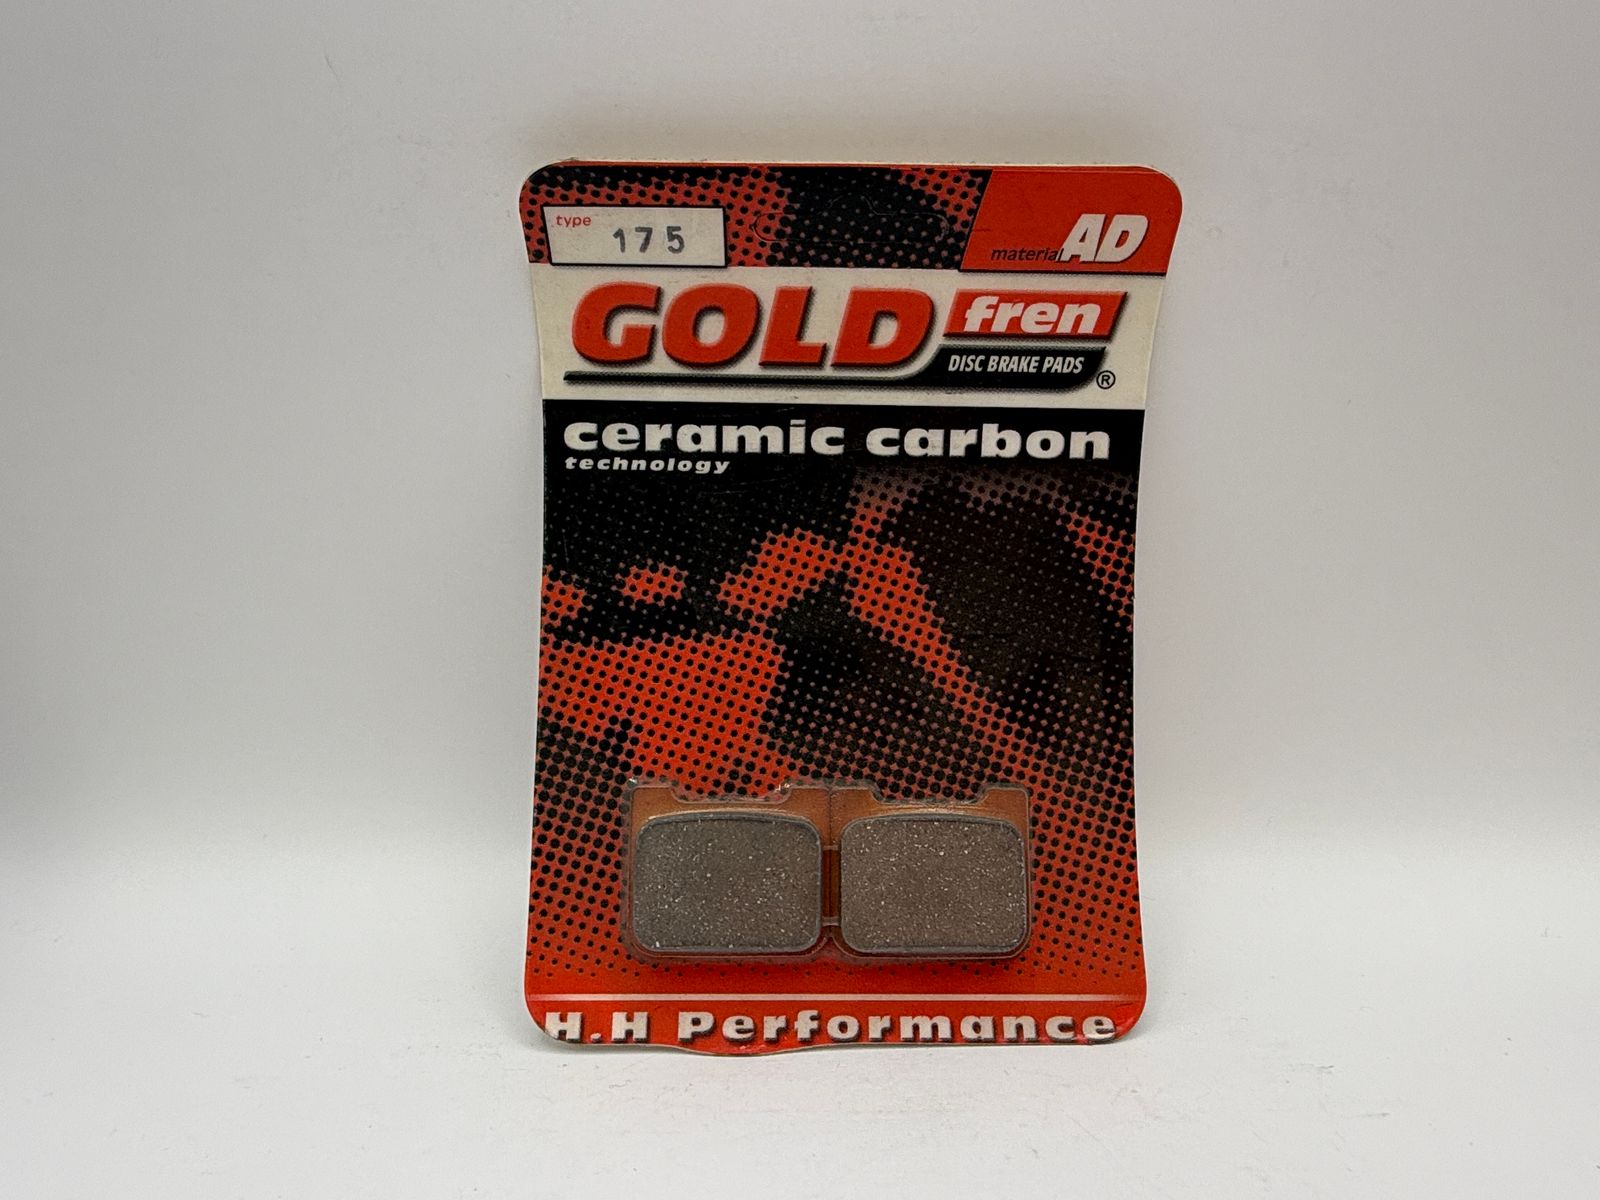 type
175
material AD
GOLD fren
DISC BRAKE PADS ®
ceramic carbon
technology
H.H Performance